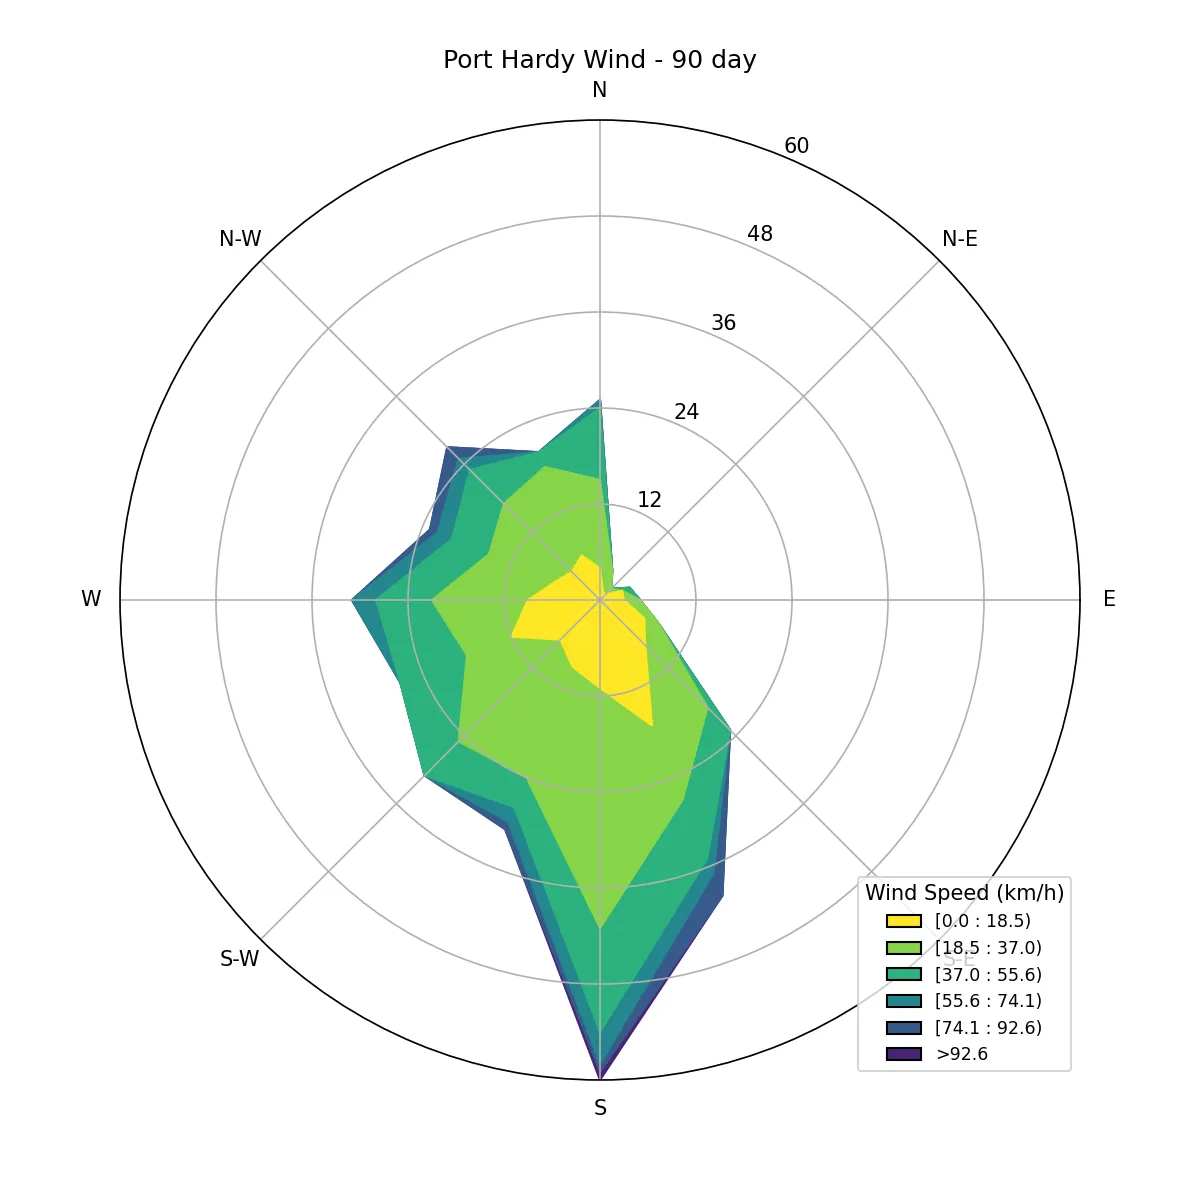 Port Hardy Wind - 90 day
N
60
N-W
48
N-E
36
24
12
W
E
S-W
S-E
Wind Speed (km/h)
[0.0 : 18.5)
[18.5 : 37.0)
[37.0 : 55.6)
[55.6 : 74.1)
[74.1 : 92.6)
>92.6
S